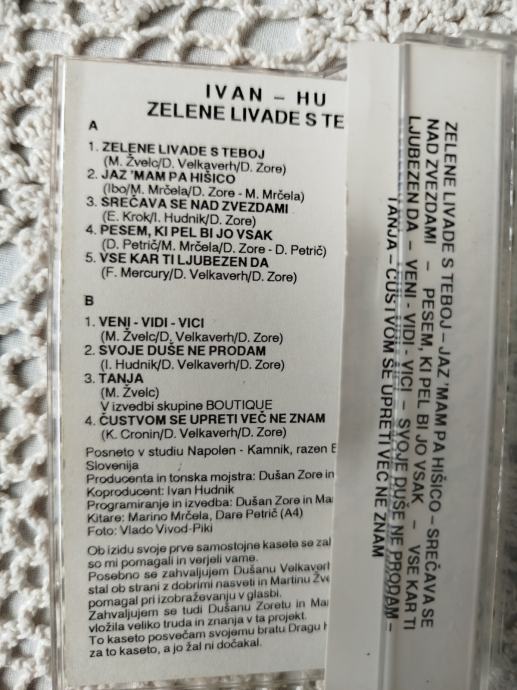 IVAN – HU
ZELENE LIVADE S TE
A
1. ZELENE LIVADE S TEBOJ
(M. Žvelc/D. Velkaverh/D. Zore)
2. JAZ 'MAM PA HIŠICO
(Ibo/M. Mrčela/D. Zore - M. Mrčela)
3. SREČAVA SE NAD ZVEZDAMI
(E. Krok/I. Hudnik/D. Zore)
4. PESEM, KI PEL BI JO VSAK
(D. Petrič/M. Mrčela/D. Zore - D. Petrič)
5. VSE KAR TI LJUBEZEN DA
(F. Mercury/D. Velkaverh/D. Zore)
B
1. VENI - VIDI - VICI
(M. Žvelc/D. Velkaverh/D. Zore)
2. SVOJE DUŠE NE PRODAM
(I. Hudnik/D. Velkaverh/D. Zore)
3. TANJA
(M. Žvelc)
V izvedbi skupine BOUTIQUE
4. ČUSTVOM SE UPRETI VEČ NE ZNAM
(K. Cronin/D. Velkaverh/D. Zore)
Posneto v studiu Napolen - Kamnik, razen
Slovenija
Producenta in tonska mojstra: Dušan Zore in
Koproducent: Ivan Hudnik
Programiranje in izvedba: Dušan Zore in Ma
Kitare: Marino Mrčela, Dare Petrič (A4)
Foto: Vlado Vivod-Piki
Ob izidu svoje prve samostojne kasete se zal
so mi pomagali in verjeli vame.
Posebno se zahvaljujem Dušanu Velkaverh
stal ob strani z dobrimi nasveti in Martinu Žve
pomagal pri izobraževanju v glasbi.
Zahvaljujem se tudi Dušanu Zoretu in Mar
vložila veliko truda in znanja v ta projekt.
To kaseto posvečam svojemu bratu Dragu
za to kaseto, a jo žal ni dočakal.
ZELENE LIVADE S TEBOJ – JAZ 'MAM PA HIŠICO – SREČAVA SE
NAD ZVEZDAMI – PESEM, KI PEL BI JO VSAK – VSE KAR TI
LJUBEZEN DA – VENI - VIDI - VICI – SVOJE DUŠE NE PRODAM –
TANJA – ČUSTVOM SE UPRETI VEČ NE ZNAM